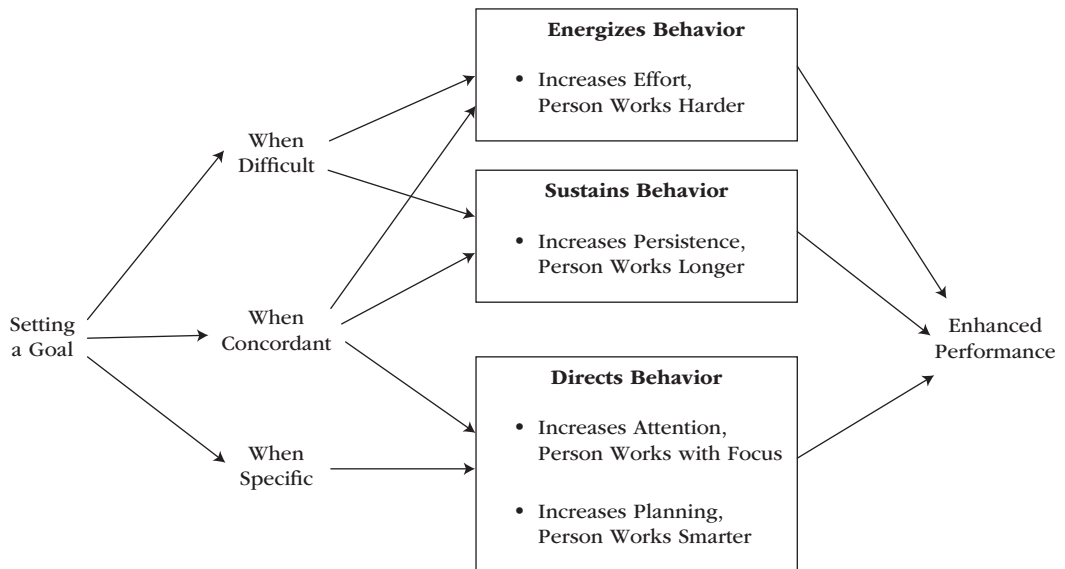 Setting
a Goal
When
Difficult
When
Concordant
When
Specific
Energizes Behavior
• Increases Effort,
Person Works Harder
Sustains Behavior
• Increases Persistence,
Person Works Longer
Directs Behavior
• Increases Attention,
Person Works with Focus
• Increases Planning,
Person Works Smarter
Enhanced
Performance